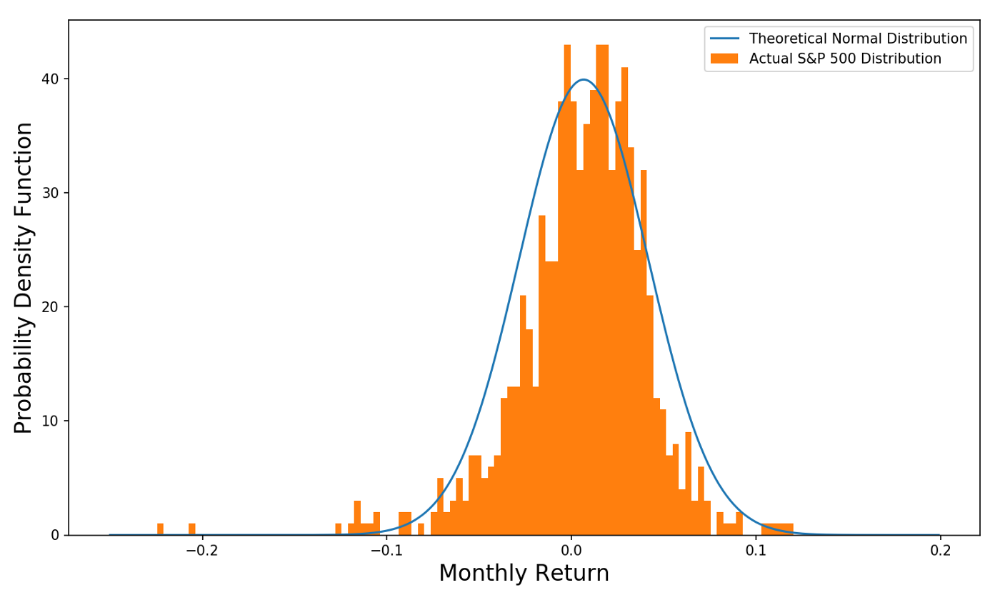 Theoretical Normal Distribution
Actual S&P 500 Distribution
Probability Density Function
40
30
20
10
0
−0.2
−0.1
0.0
0.1
0.2
Monthly Return